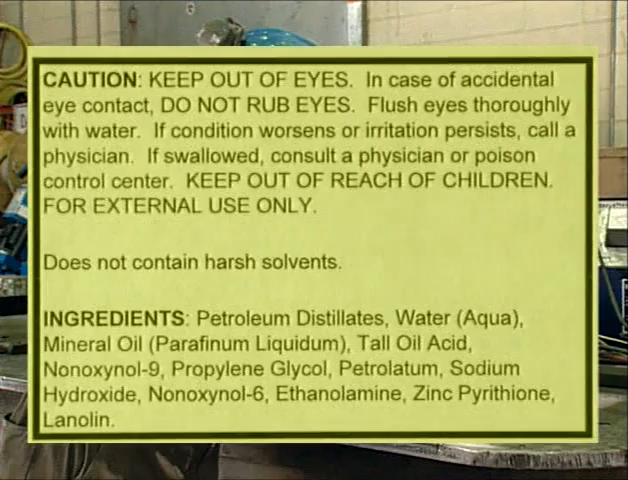 CAUTION: KEEP OUT OF EYES. In case of accidental
eye contact, DO NOT RUB EYES. Flush eyes thoroughly
with water. If condition worsens or irritation persists, call a
physician. If swallowed, consult a physician or poison
control center. KEEP OUT OF REACH OF CHILDREN.
FOR EXTERNAL USE ONLY.
Does not contain harsh solvents.
INGREDIENTS: Petroleum Distillates, Water (Aqua),
Mineral Oil (Parafinum Liquidum), Tall Oil Acid,
Nonoxynol-9, Propylene Glycol, Petrolatum, Sodium
Hydroxide, Nonoxynol-6, Ethanolamine, Zinc Pyrithione,
Lanolin.